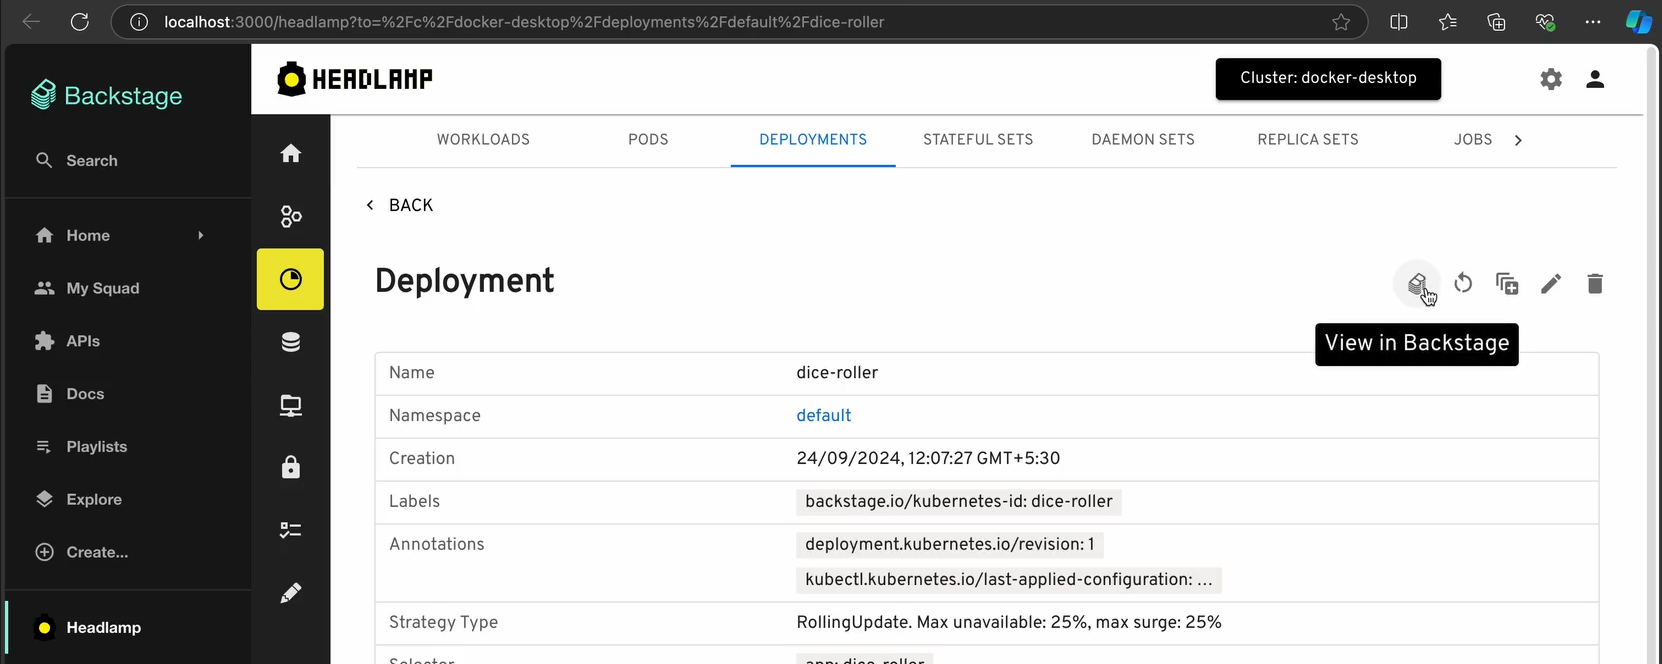 localhost:3000/headlamp?to=%2Fc%2Fdocker-desktop%2Fdeployments%2Fdefault%2Fdice-roller
Backstage
Search
Home
My Squad
APIs
Docs
Playlists
Explore
Create...
Headlamp
HEADLAMP
Cluster: docker-desktop
WORKLOADS
PODS
DEPLOYMENTS
STATEFUL SETS
DAEMON SETS
REPLICA SETS
JOBS
BACK
Deployment
View in Backstage
Name
dice-roller
Namespace
default
Creation
24/09/2024, 12:07:27 GMT+5:30
Labels
backstage.io/kubernetes-id: dice-roller
Annotations
deployment.kubernetes.io/revision: 1
kubectl.kubernetes.io/last-applied-configuration: ...
Strategy Type
RollingUpdate. Max unavailable: 25%, max surge: 25%
Selector
app: dice-roller